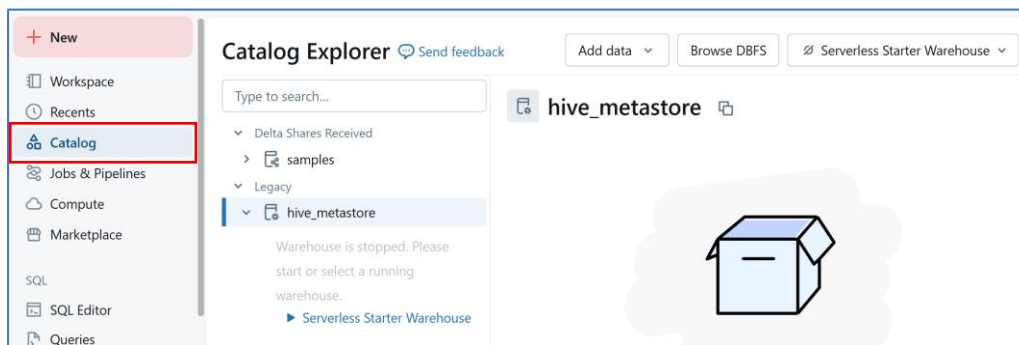 New
Workspace
Recents
Catalog
Jobs & Pipelines
Compute
Marketplace
SQL
SQL Editor
Queries
Catalog Explorer Send feedback
Add data
Browse DBFS
Serverless Starter Warehouse
Type to search...
Delta Shares Received
samples
Legacy
hive_metastore
Warehouse is stopped. Please
start or select a running
warehouse.
Serverless Starter Warehouse
hive_metastore